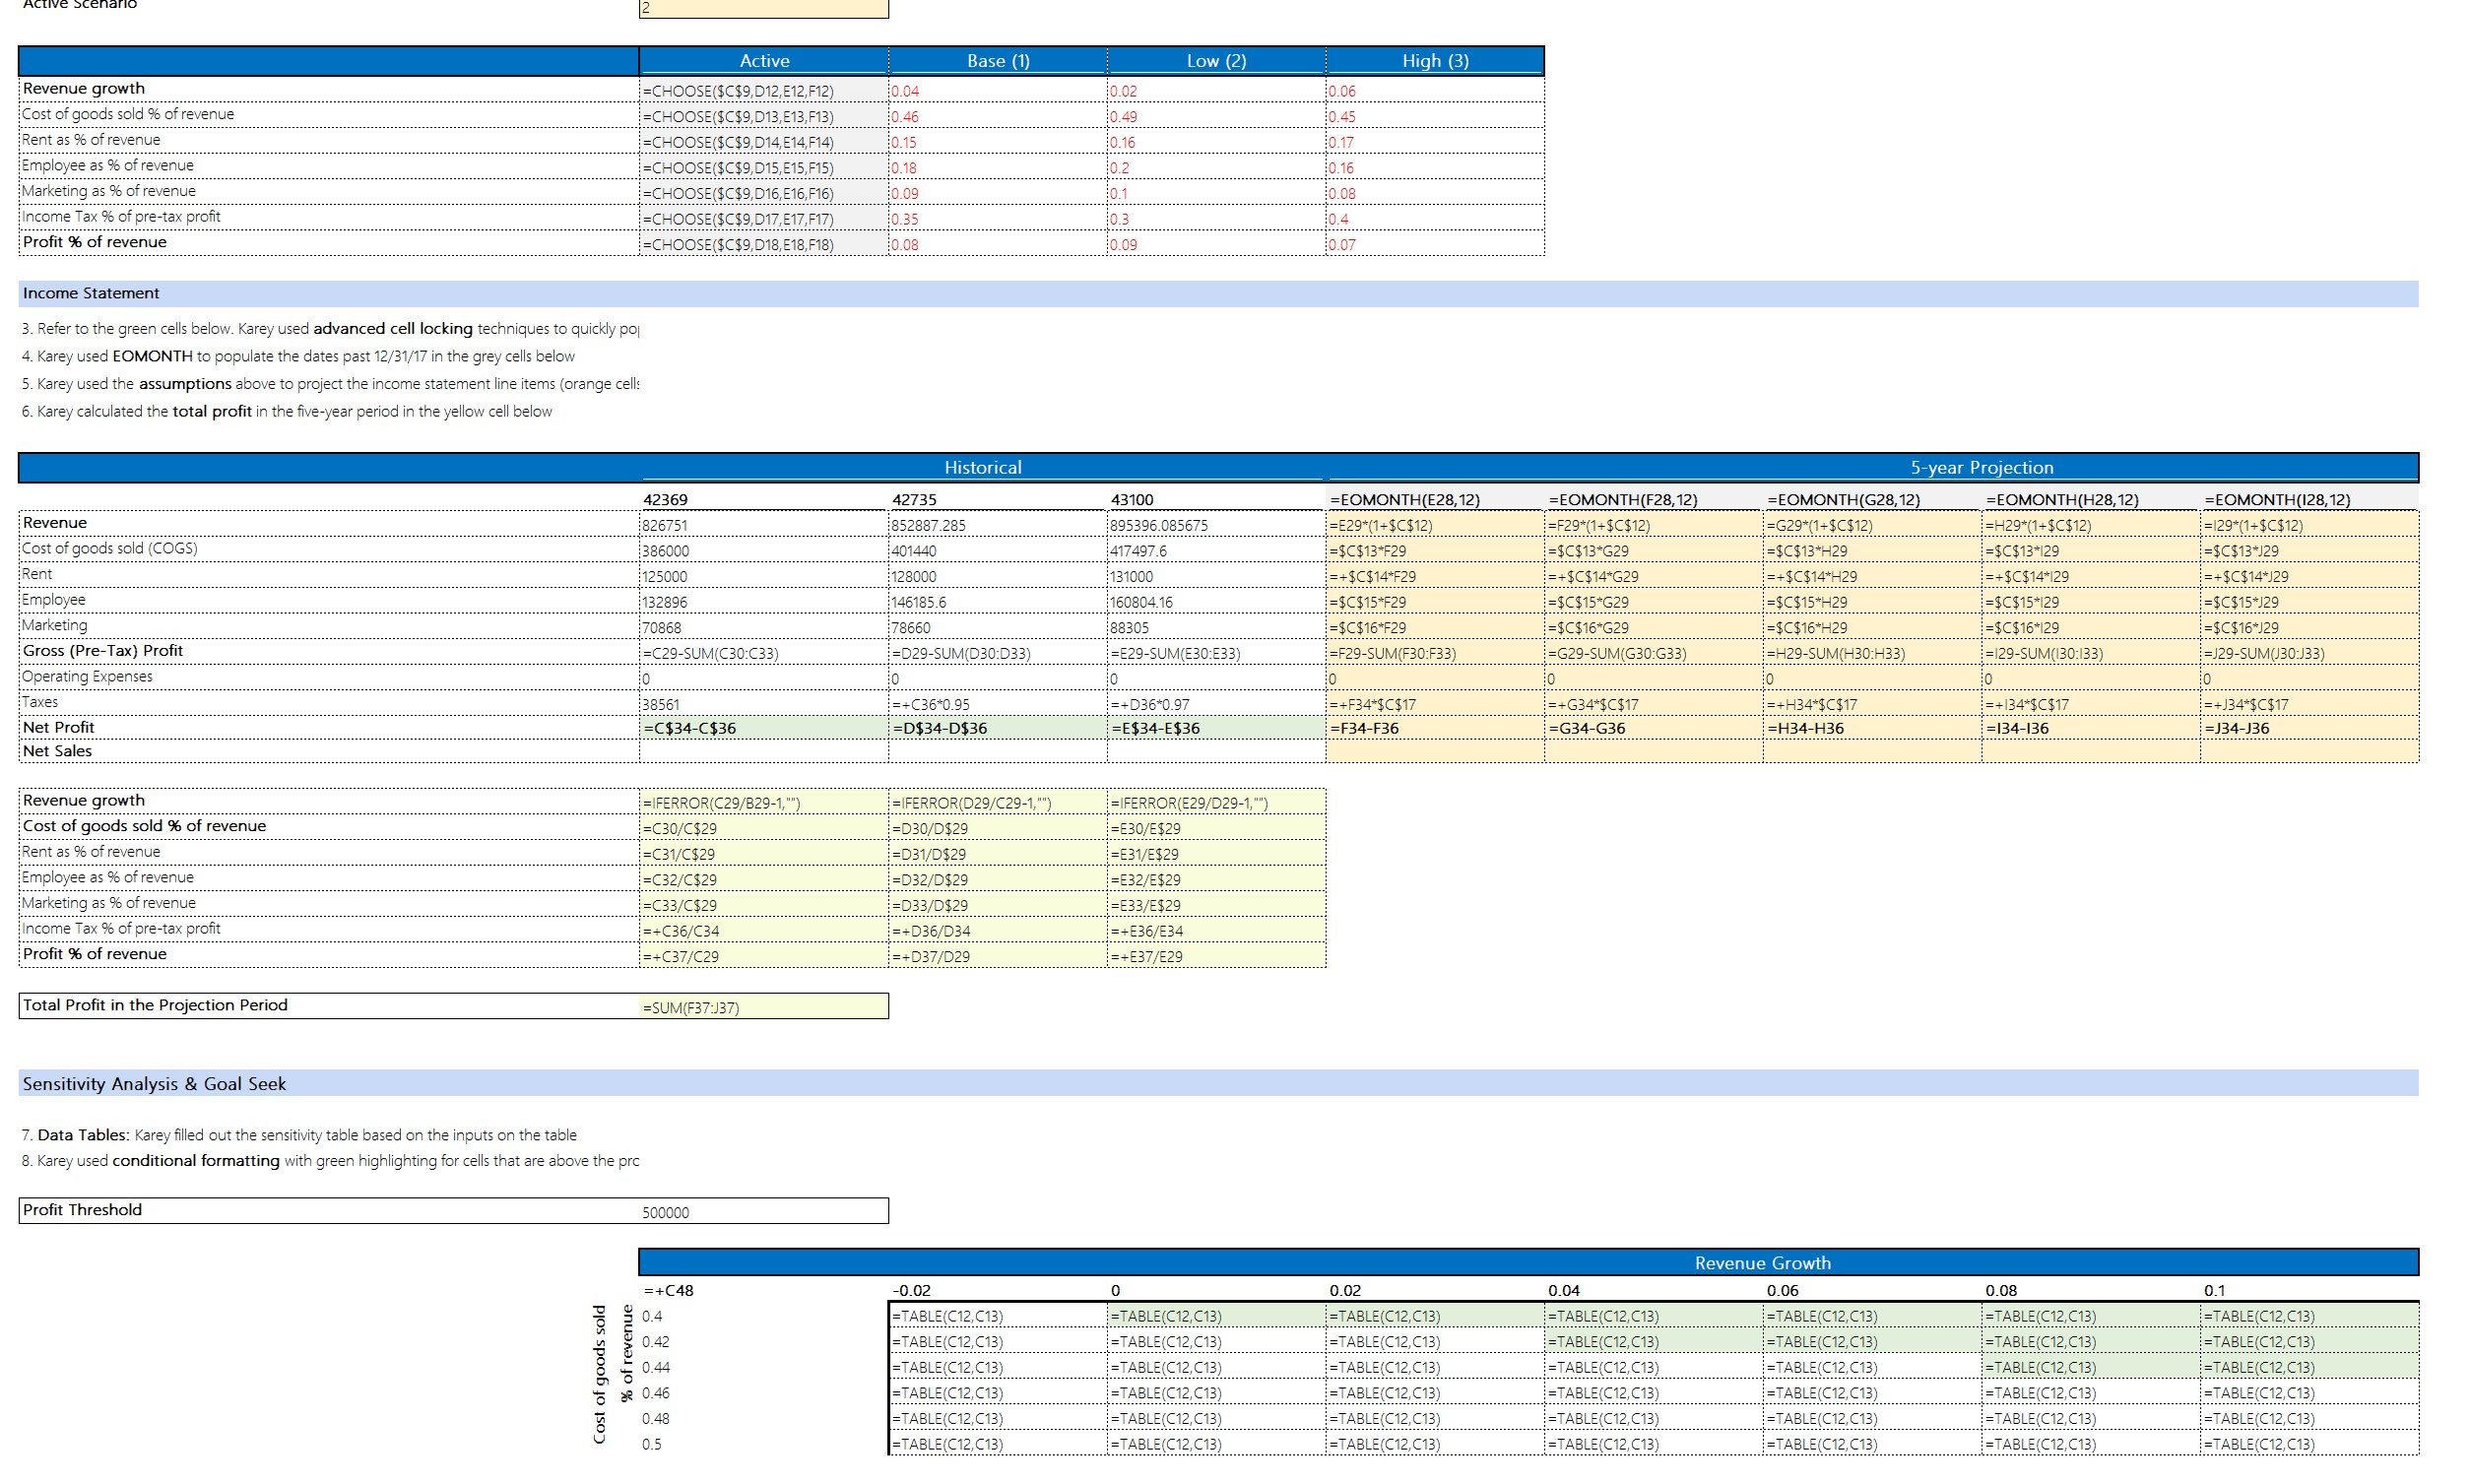 Active Scenario 2
Active Base (1) Low (2) High (3)
Revenue growth =CHOOSE($C$9,D12,E12,F12) 0.04 0.02 0.06
Cost of goods sold % of revenue =CHOOSE($C$9,D13,E13,F13) 0.46 0.49 0.45
Rent as % of revenue =CHOOSE($C$9,D14,E14,F14) 0.15 0.16 0.17
Employee as % of revenue =CHOOSE($C$9,D15,E15,F15) 0.18 0.2 0.16
Marketing as % of revenue =CHOOSE($C$9,D16,E16,F16) 0.09 0.1 0.08
Income Tax % of pre-tax profit =CHOOSE($C$9,D17,E17,F17) 0.35 0.3 0.4
Profit % of revenue =CHOOSE($C$9,D18,E18,F18) 0.08 0.09 0.07
Income Statement
3. Refer to the green cells below. Karey used advanced cell locking techniques to quickly pop
4. Karey used EOMONTH to populate the dates past 12/31/17 in the grey cells below
5. Karey used the assumptions above to project the income statement line items (orange cells
6. Karey calculated the total profit in the five-year period in the yellow cell below
Historical 5-year Projection
42369 42735 43100 =EOMONTH(E28,12) =EOMONTH(F28,12) =EOMONTH(G28,12) =EOMONTH(H28,12) =EOMONTH(I28,12)
Revenue 826751 852887.285 895396.085675 =E29*(1+$C$12) =F29*(1+$C$12) =G29*(1+$C$12) =H29*(1+$C$12) =I29*(1+$C$12)
Cost of goods sold (COGS) 386000 401440 417497.6 =$C$13*F29 =$C$13*G29 =$C$13*H29 =$C$13*I29 =$C$13*J29
Rent 125000 128000 131000 =+$C$14*F29 =+$C$14*G29 =+$C$14*H29 =+$C$14*I29 =+$C$14*J29
Employee 132896 146185.6 160804.16 =$C$15*F29 =$C$15*G29 =$C$15*H29 =$C$15*I29 =$C$15*J29
Marketing 70868 78660 88305 =$C$16*F29 =$C$16*G29 =$C$16*H29 =$C$16*I29 =$C$16*J29
Gross (Pre-Tax) Profit =C29-SUM(C30:C33) =D29-SUM(D30:D33) =E29-SUM(E30:E33) =F29-SUM(F30:F33) =G29-SUM(G30:G33) =H29-SUM(H30:H33) =I29-SUM(I30:I33) =J29-SUM(J30:J33)
Operating Expenses 0 0 0 0 0 0 0 0
Taxes 38561 =+C36*0.95 =+D36*0.97 =+F34*$C$17 =+G34*$C$17 =+H34*$C$17 =+I34*$C$17 =+J34*$C$17
Net Profit =C$34-C$36 =D$34-D$36 =E$34-E$36 =F34-F36 =G34-G36 =H34-H36 =I34-I36 =J34-J36
Net Sales
Revenue growth =IFERROR(C29/B29-1,"") =IFERROR(D29/C29-1,"") =IFERROR(E29/D29-1,"")
Cost of goods sold % of revenue =C30/C$29 =D30/D$29 =E30/E$29
Rent as % of revenue =C31/C$29 =D31/D$29 =E31/E$29
Employee as % of revenue =C32/C$29 =D32/D$29 =E32/E$29
Marketing as % of revenue =C33/C$29 =D33/D$29 =E33/E$29
Income Tax % of pre-tax profit =+C36/C34 =+D36/D34 =+E36/E34
Profit % of revenue =+C37/C29 =+D37/D29 =+E37/E29
Total Profit in the Projection Period =SUM(F37:J37)
Sensitivity Analysis & Goal Seek
7. Data Tables: Karey filled out the sensitivity table based on the inputs on the table
8. Karey used conditional formatting with green highlighting for cells that are above the pro
Profit Threshold 500000
Revenue Growth
=+C48 -0.02 0 0.02 0.04 0.06 0.08 0.1
Cost of goods sold
% of revenue
0.4 =TABLE(C12,C13) =TABLE(C12,C13) =TABLE(C12,C13) =TABLE(C12,C13) =TABLE(C12,C13) =TABLE(C12,C13) =TABLE(C12,C13)
0.42 =TABLE(C12,C13) =TABLE(C12,C13) =TABLE(C12,C13) =TABLE(C12,C13) =TABLE(C12,C13) =TABLE(C12,C13) =TABLE(C12,C13)
0.44 =TABLE(C12,C13) =TABLE(C12,C13) =TABLE(C12,C13) =TABLE(C12,C13) =TABLE(C12,C13) =TABLE(C12,C13) =TABLE(C12,C13)
0.46 =TABLE(C12,C13) =TABLE(C12,C13) =TABLE(C12,C13) =TABLE(C12,C13) =TABLE(C12,C13) =TABLE(C12,C13) =TABLE(C12,C13)
0.48 =TABLE(C12,C13) =TABLE(C12,C13) =TABLE(C12,C13) =TABLE(C12,C13) =TABLE(C12,C13) =TABLE(C12,C13) =TABLE(C12,C13)
0.5 =TABLE(C12,C13) =TABLE(C12,C13) =TABLE(C12,C13) =TABLE(C12,C13) =TABLE(C12,C13) =TABLE(C12,C13) =TABLE(C12,C13)